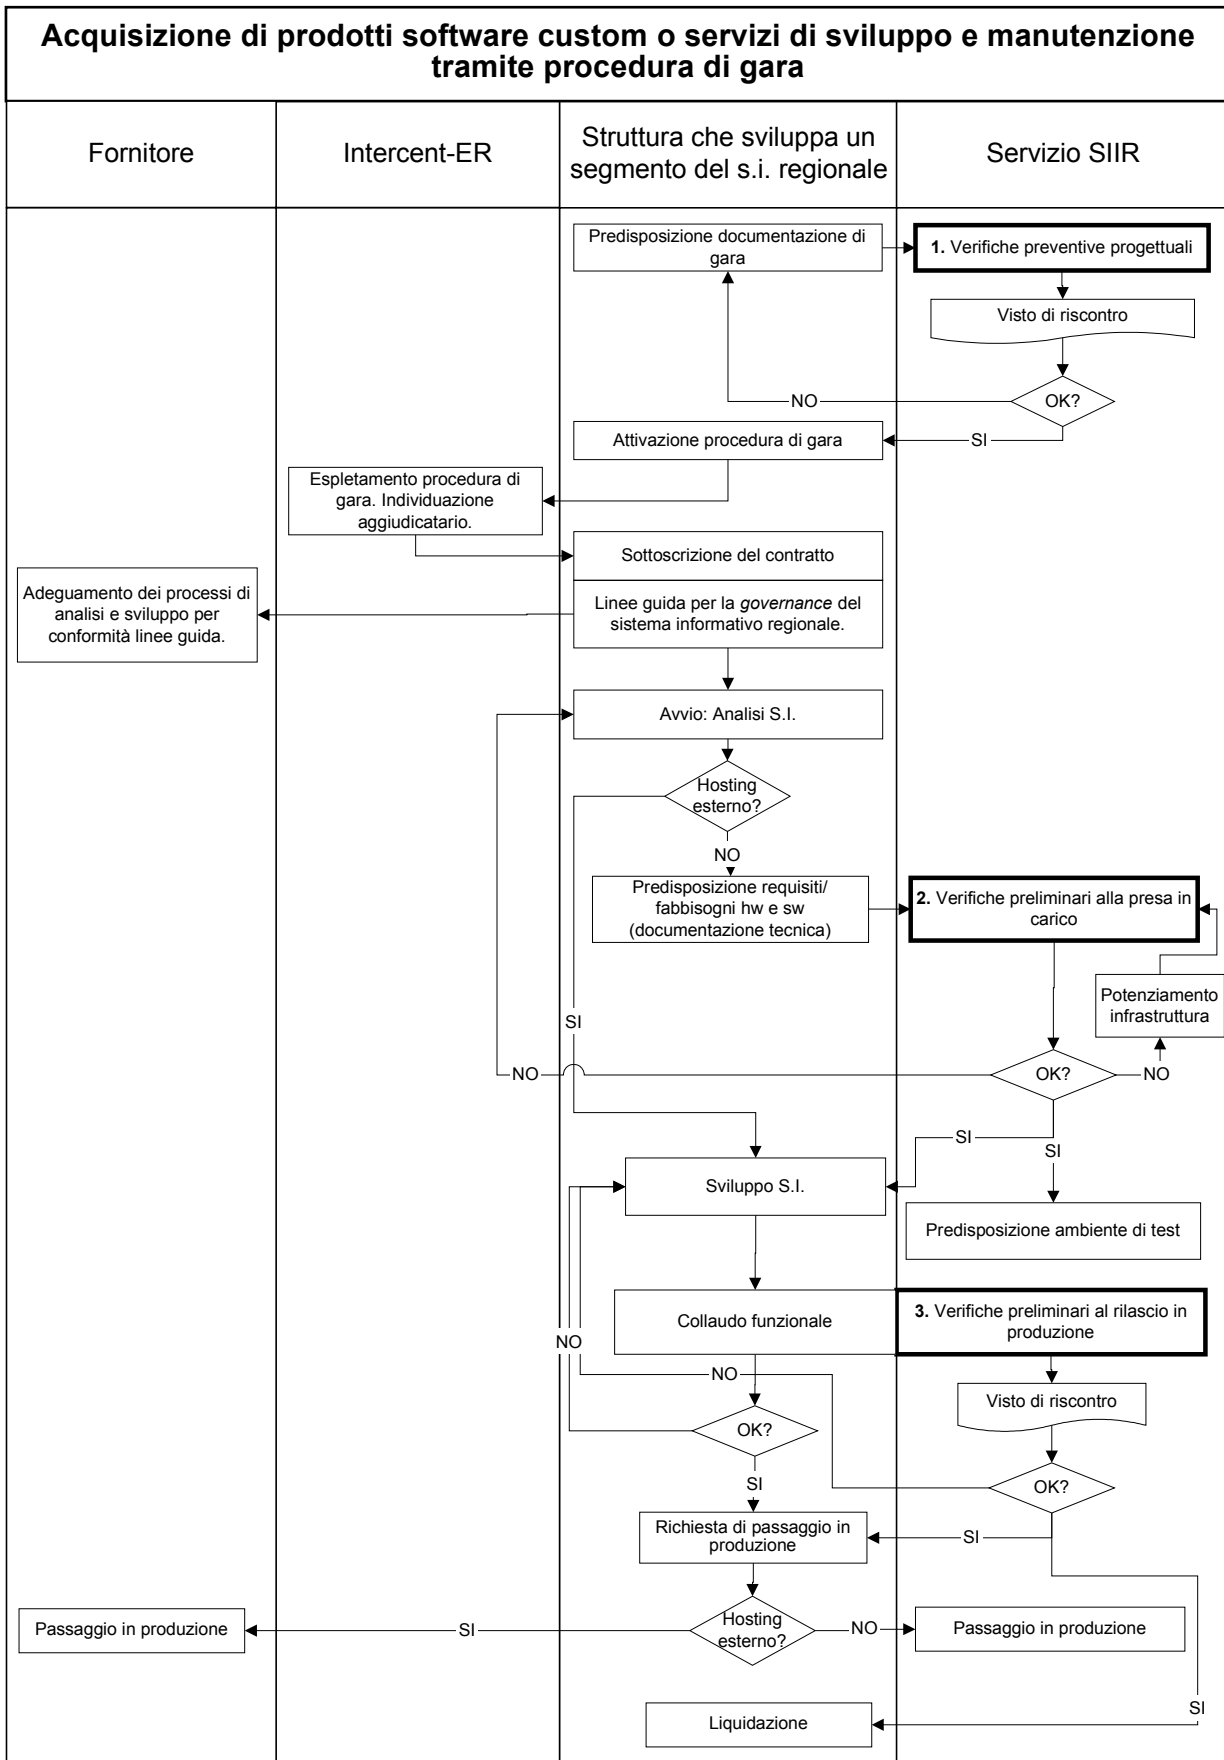 Acquisizione di prodotti software custom o servizi di sviluppo e manutenzione
tramite procedura di gara
Fornitore
Intercent-ER
Struttura che sviluppa un
segmento del s.i. regionale
Servizio SIIR
Predisposizione documentazione di
gara
1. Verifiche preventive progettuali
Visto di riscontro
OK?
NO
SI
Attivazione procedura di gara
Espletamento procedura di
gara. Individuazione
aggiudicatario.
Sottoscrizione del contratto
Adeguamento dei processi di
analisi e sviluppo per
conformità linee guida.
Linee guida per la governance del
sistema informativo regionale.
Avvio: Analisi S.I.
Hosting
esterno?
NO
Predisposizione requisiti/
fabbisogni hw e sw
(documentazione tecnica)
2. Verifiche preliminari alla presa in
carico
Potenziamento
infrastruttura
SI
NO
OK?
NO
SI
SI
Sviluppo S.I.
Predisposizione ambiente di test
Collaudo funzionale
3. Verifiche preliminari al rilascio in
produzione
NO
NO
Visto di riscontro
OK?
SI
OK?
Richiesta di passaggio in
produzione
SI
Passaggio in produzione
SI
Hosting
esterno?
NO
Passaggio in produzione
SI
Liquidazione